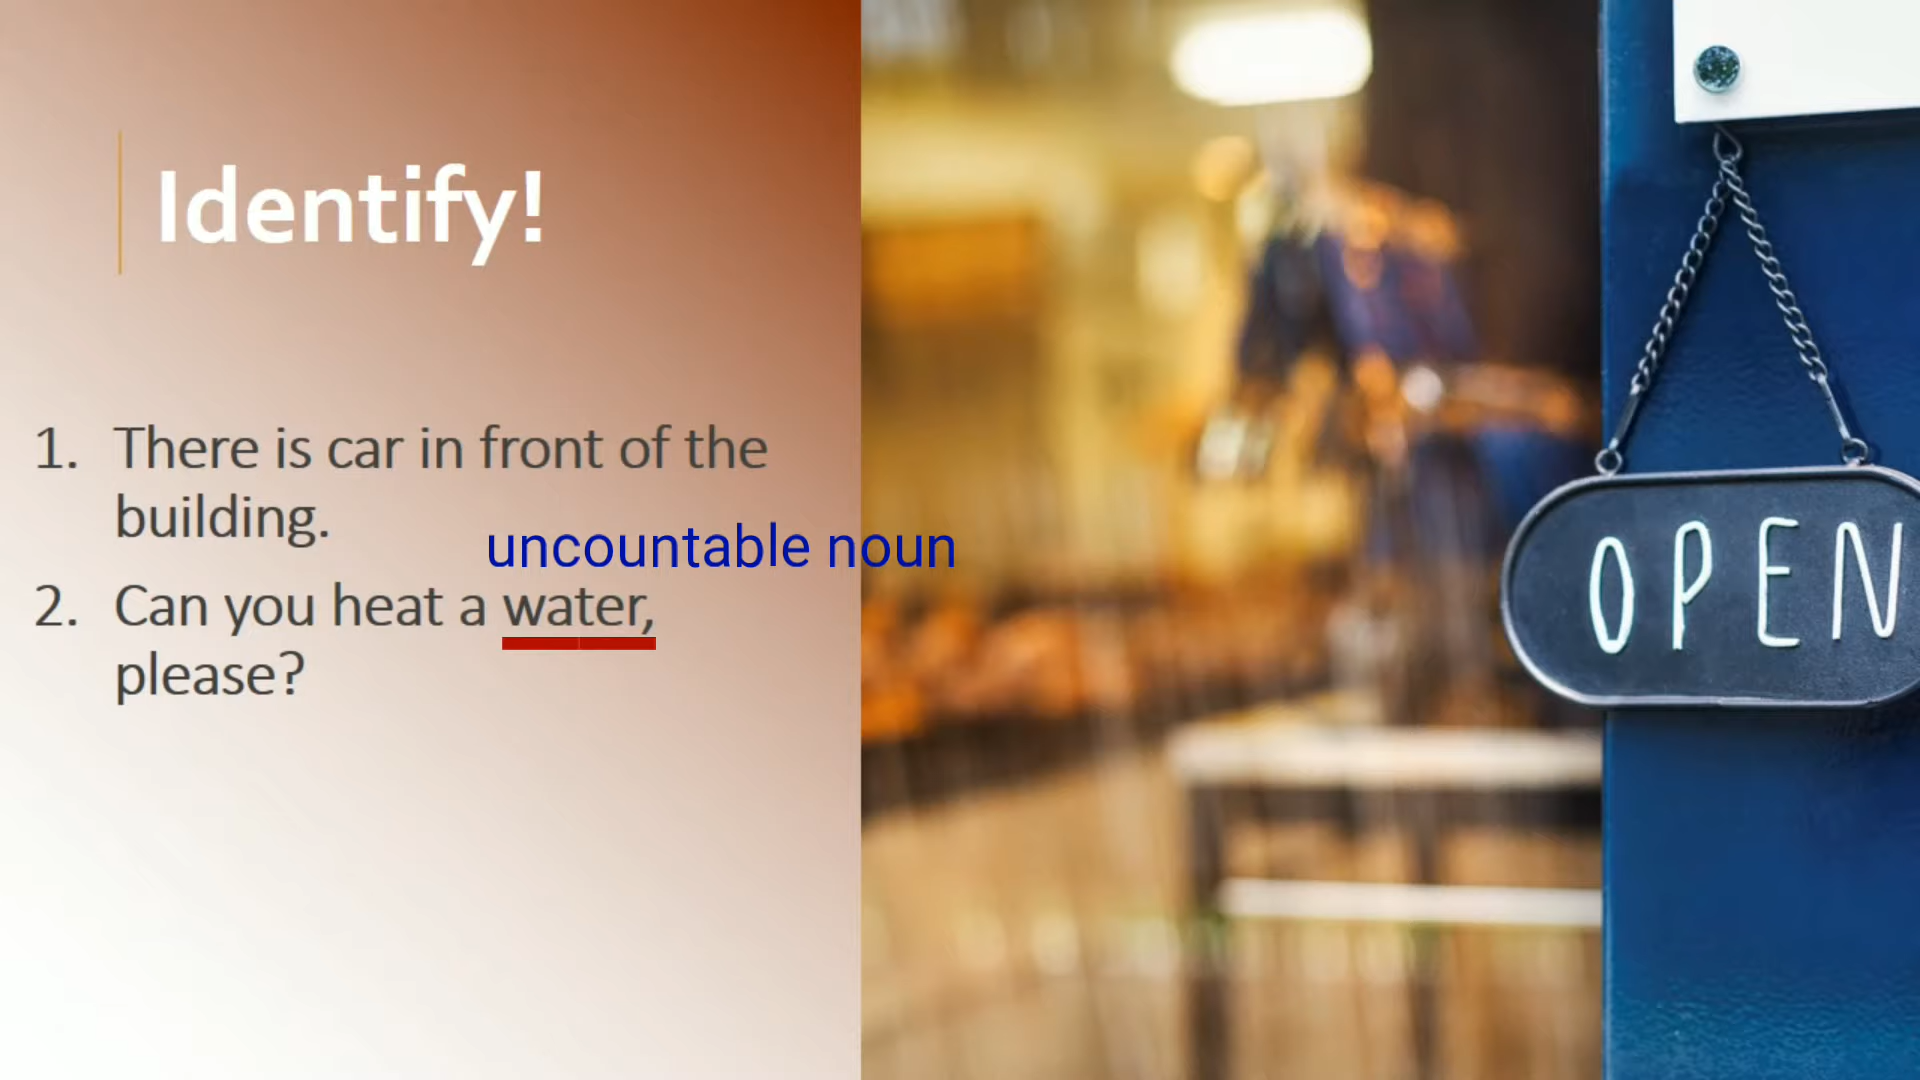 Identify!
1. There is car in front of the
building.
uncountable noun
2. Can you heat a water,
please?
OPEN